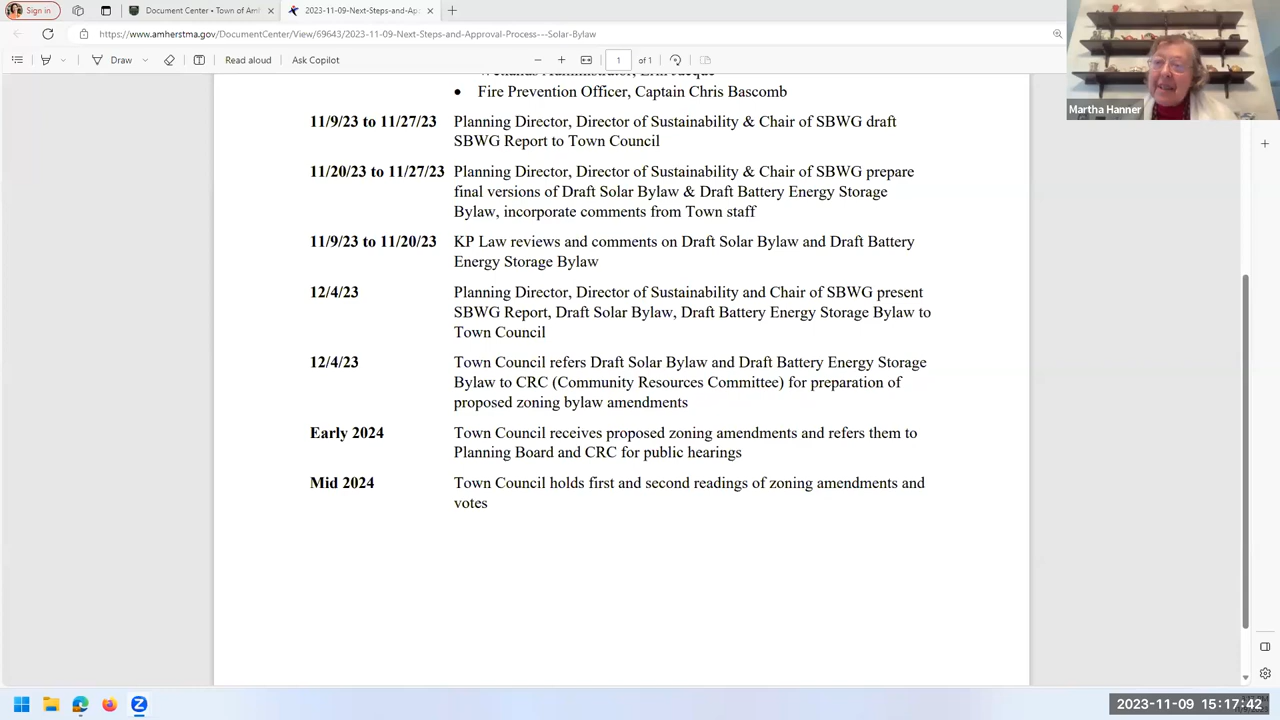 Sign in
Document Center • Town of Am
2023-11-09-Next-Steps-and-Ap
https://www.amherstma.gov/DocumentCenter/View/69643/2023-11-09-Next-Steps-and-Approval-Process---Solar-Bylaw
Draw
Read aloud
Ask Copilot
1
of 1
Martha Hanner
Wetlands Administrator, Erin Jacque
• Fire Prevention Officer, Captain Chris Bascomb
11/9/23 to 11/27/23 Planning Director, Director of Sustainability & Chair of SBWG draft
SBWG Report to Town Council
11/20/23 to 11/27/23 Planning Director, Director of Sustainability & Chair of SBWG prepare
final versions of Draft Solar Bylaw & Draft Battery Energy Storage
Bylaw, incorporate comments from Town staff
11/9/23 to 11/20/23 KP Law reviews and comments on Draft Solar Bylaw and Draft Battery
Energy Storage Bylaw
12/4/23 Planning Director, Director of Sustainability and Chair of SBWG present
SBWG Report, Draft Solar Bylaw, Draft Battery Energy Storage Bylaw to
Town Council
12/4/23 Town Council refers Draft Solar Bylaw and Draft Battery Energy Storage
Bylaw to CRC (Community Resources Committee) for preparation of
proposed zoning bylaw amendments
Early 2024 Town Council receives proposed zoning amendments and refers them to
Planning Board and CRC for public hearings
Mid 2024 Town Council holds first and second readings of zoning amendments and
votes
2023-11-09 15:17:42